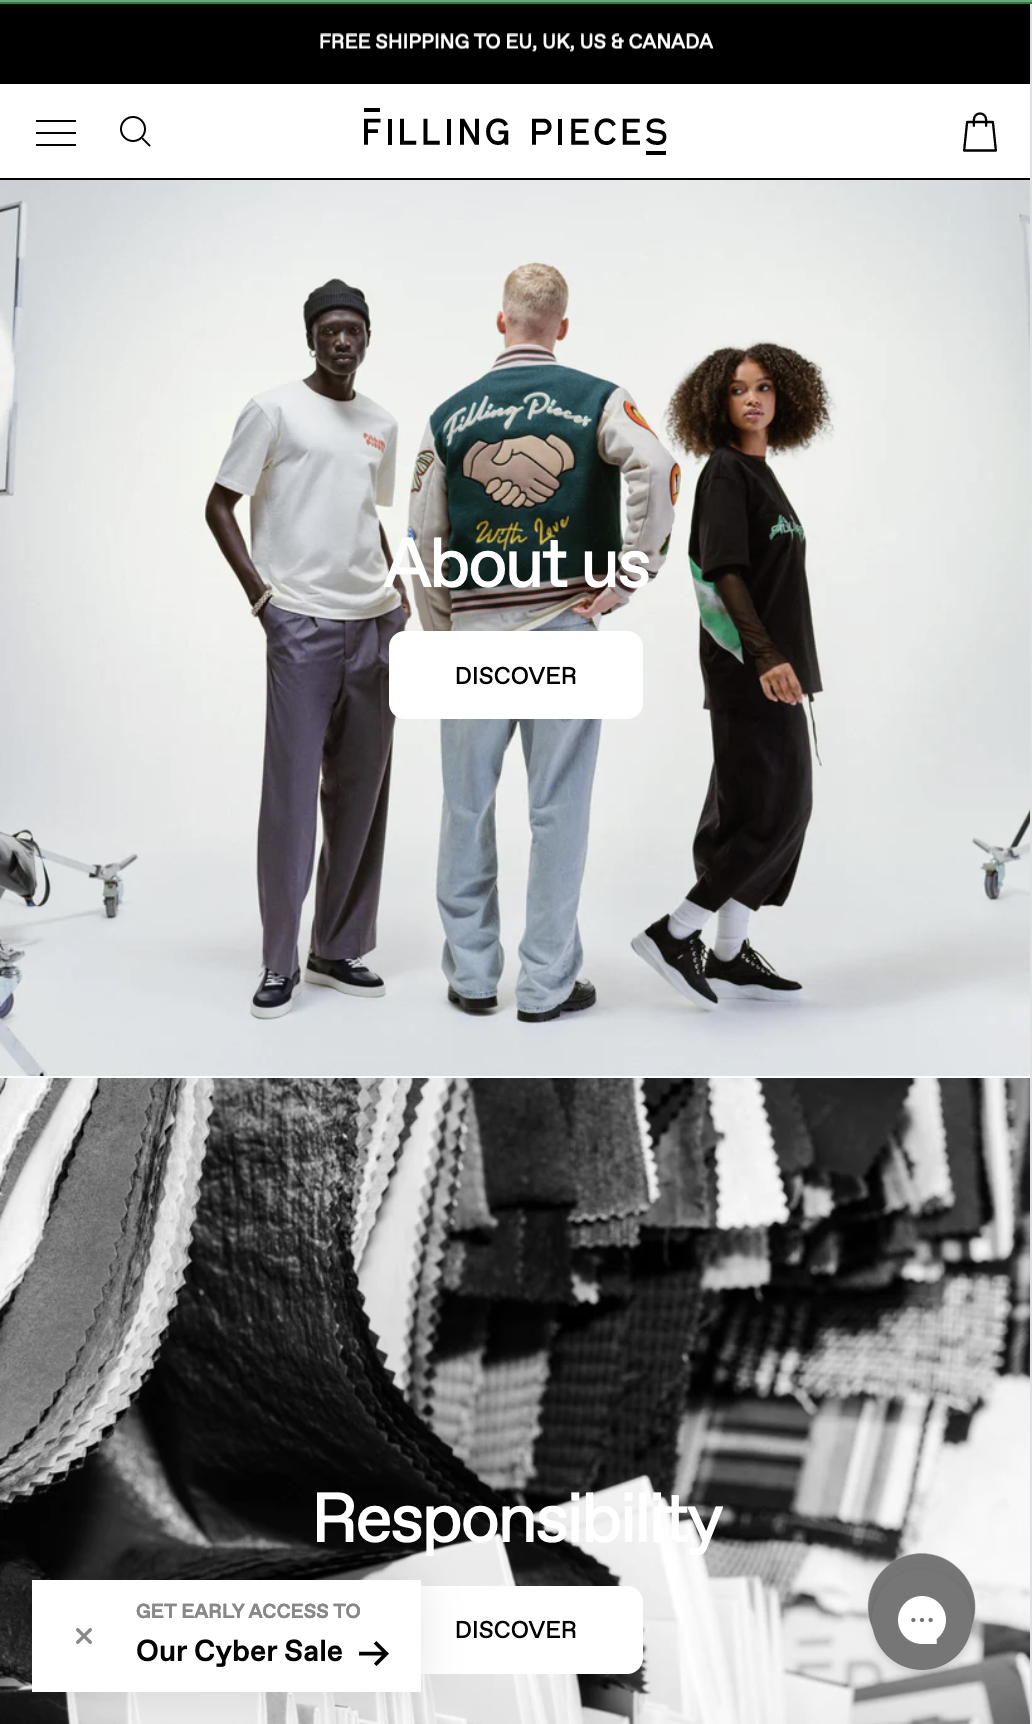 FREE SHIPPING TO EU, UK, US & CANADA
FILLING PIECES
Filling Pieces
With Love
About us
DISCOVER
Responsibility
DISCOVER
GET EARLY ACCESS TO
Our Cyber Sale